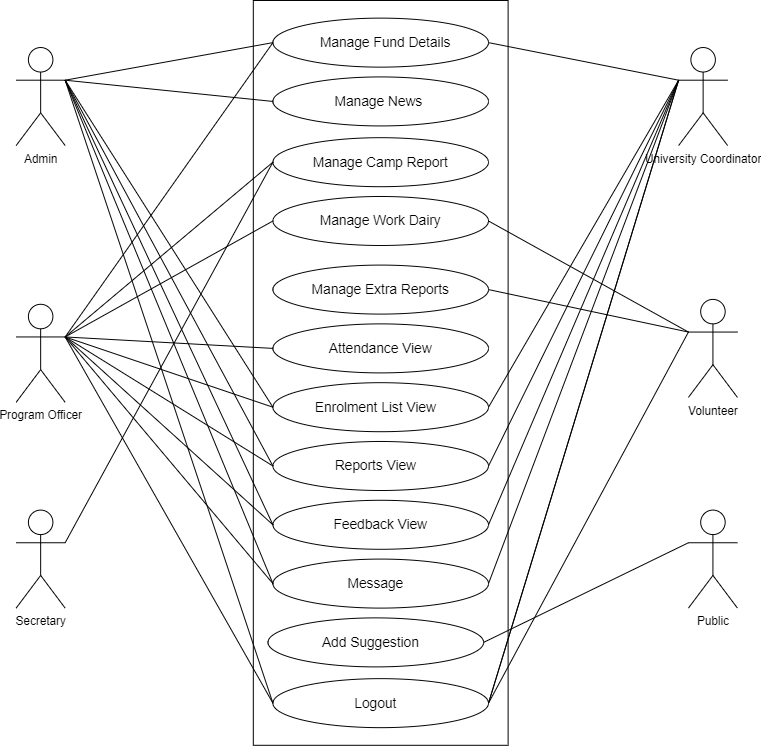 Manage Fund Details
Manage News
Admin
Manage Camp Report
University Coordinator
Manage Work Dairy
Manage Extra Reports
Attendance View
Program Officer
Enrolment List View
Volunteer
Reports View
Feedback View
Message
Secretary
Add Suggestion
Public
Logout